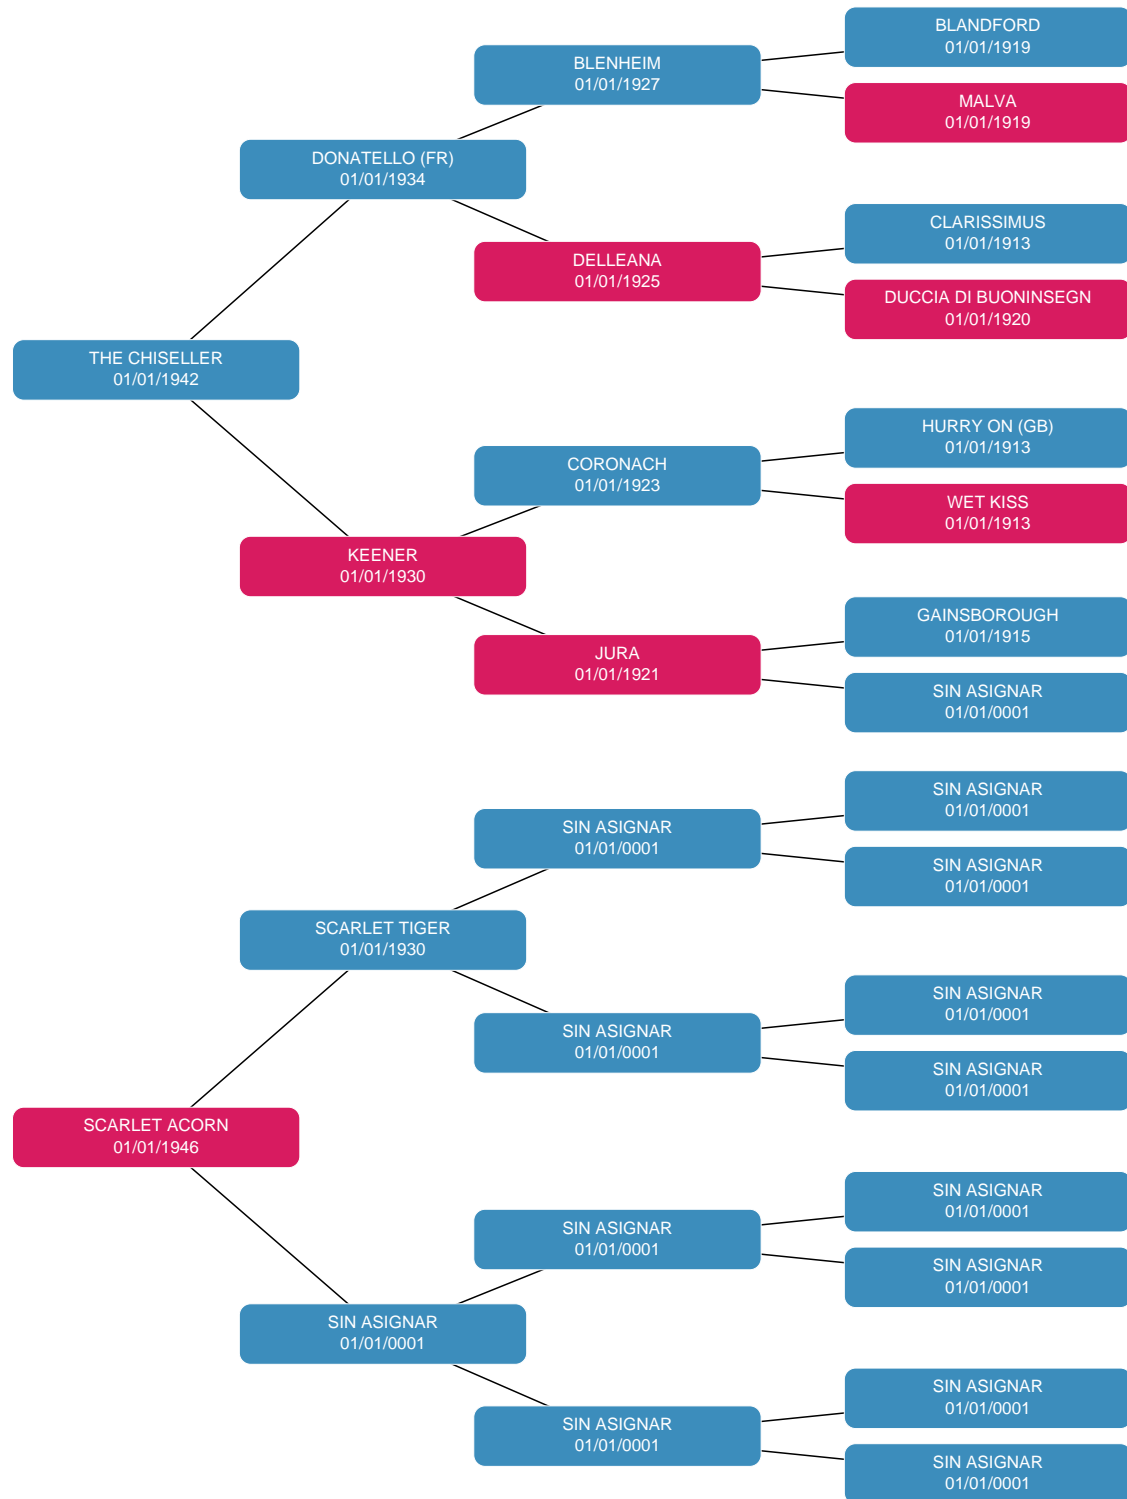 BLANDFORD
01/01/1919
BLENHEIM
01/01/1927
MALVA
01/01/1919
DONATELLO (FR)
01/01/1934
CLARISSIMUS
01/01/1913
DELLEANA
01/01/1925
DUCCIA DI BUONINSEGN
01/01/1920
THE CHISELLER
01/01/1942
HURRY ON (GB)
01/01/1913
CORONACH
01/01/1923
WET KISS
01/01/1913
KEENER
01/01/1930
GAINSBOROUGH
01/01/1915
JURA
01/01/1921
SIN ASIGNAR
01/01/0001
SIN ASIGNAR
01/01/0001
SIN ASIGNAR
01/01/0001
SIN ASIGNAR
01/01/0001
SCARLET TIGER
01/01/1930
SIN ASIGNAR
01/01/0001
SIN ASIGNAR
01/01/0001
SIN ASIGNAR
01/01/0001
SCARLET ACORN
01/01/1946
SIN ASIGNAR
01/01/0001
SIN ASIGNAR
01/01/0001
SIN ASIGNAR
01/01/0001
SIN ASIGNAR
01/01/0001
SIN ASIGNAR
01/01/0001
SIN ASIGNAR
01/01/0001
SIN ASIGNAR
01/01/0001